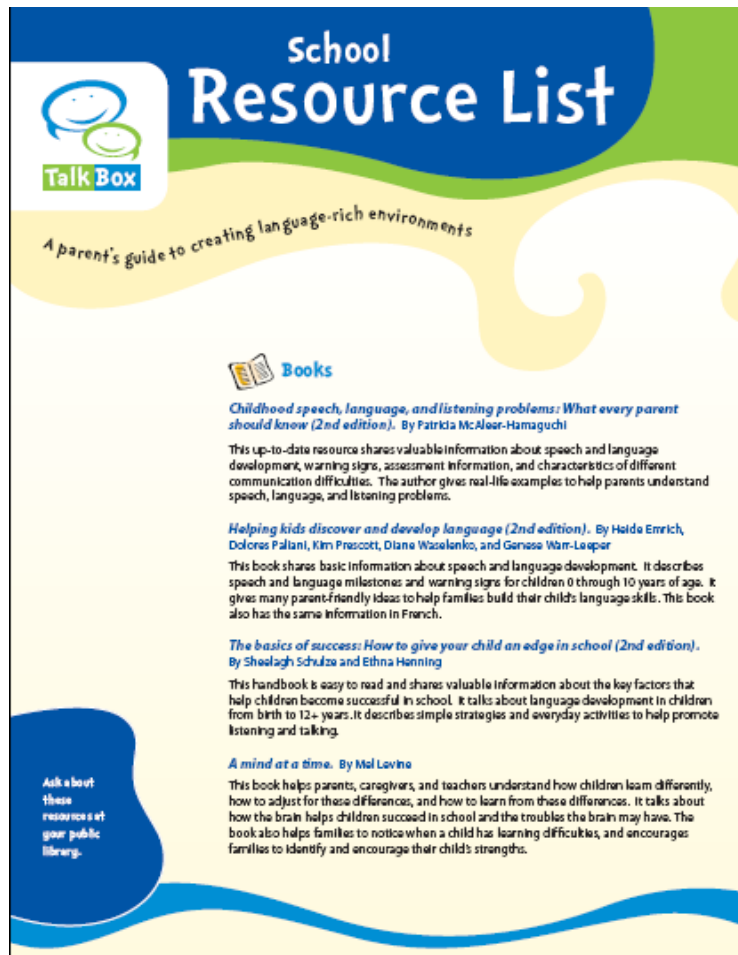 School
Resource List
Talk Box
A parent's guide to creating language-rich environments
Books
Childhood speech, language, and listening problems: What every parent
should know (2nd edition). By Patricia McAleer-Hamaguchi
This up-to-date resource shares valuable information about speech and language
development, warning signs, assessment information, and characteristics of different
communication difficulties. The author gives real-life examples to help parents understand
speech, language, and listening problems.
Helping kids discover and develop language (2nd edition). By Heide Emrich,
Dolores Paliani, Kim Prescott, Diane Waselenko, and Genese Warr-Leeper
This book shares basic information about speech and language development. It describes
speech and language milestones and warning signs for children 0 through 10 years of age. It
gives many parent-friendly ideas to help families build their child's language skills. This book
also has the same information in French.
The basics of success: How to give your child an edge in school (2nd edition).
By Sheelagh Schulze and Ethna Henning
This handbook is easy to read and shares valuable information about the key factors that
help children become successful in school. It talks about language development in children
from birth to 12+ years. It describes simple strategies and everyday activities to help promote
listening and talking.
A mind at a time. By Mel Levine
This book helps parents, caregivers, and teachers understand how children learn differently,
how to adjust for these differences, and how to learn from these differences. It talks about
how the brain helps children succeed in school and the troubles the brain may have. The
book also helps families to notice when a child has learning difficulties, and encourages
families to identify and encourage their child's strengths.
Ask about
these
resources at
your public
library.